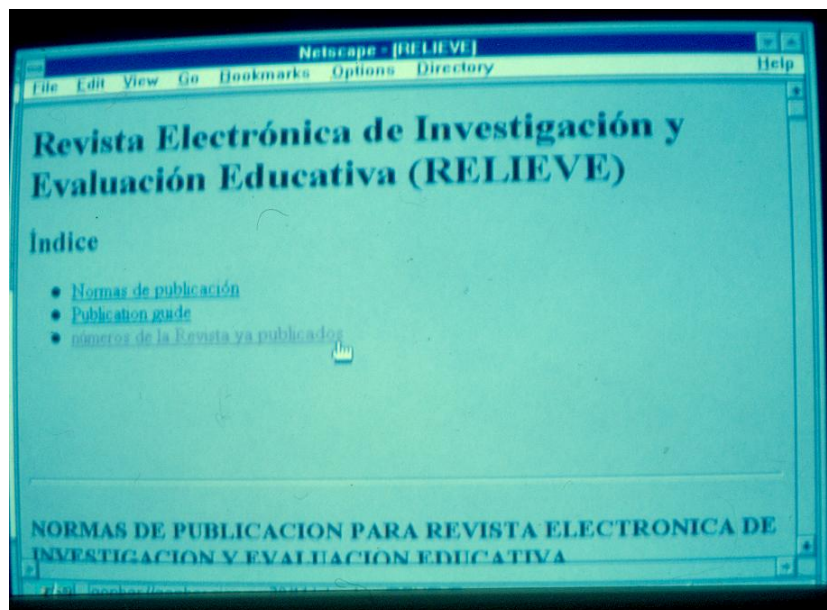 Netscape - [RELIEVE]
File Edit View Go Bookmarks Options Directory Help
Revista Electrónica de Investigación y
Evaluación Educativa (RELIEVE)
Índice
Normas de publicación
Publication guide
números de la Revista ya publicados
NORMAS DE PUBLICACION PARA REVISTA ELECTRONICA DE
INVESTIGACION Y EVALUACION EDUCATIVA